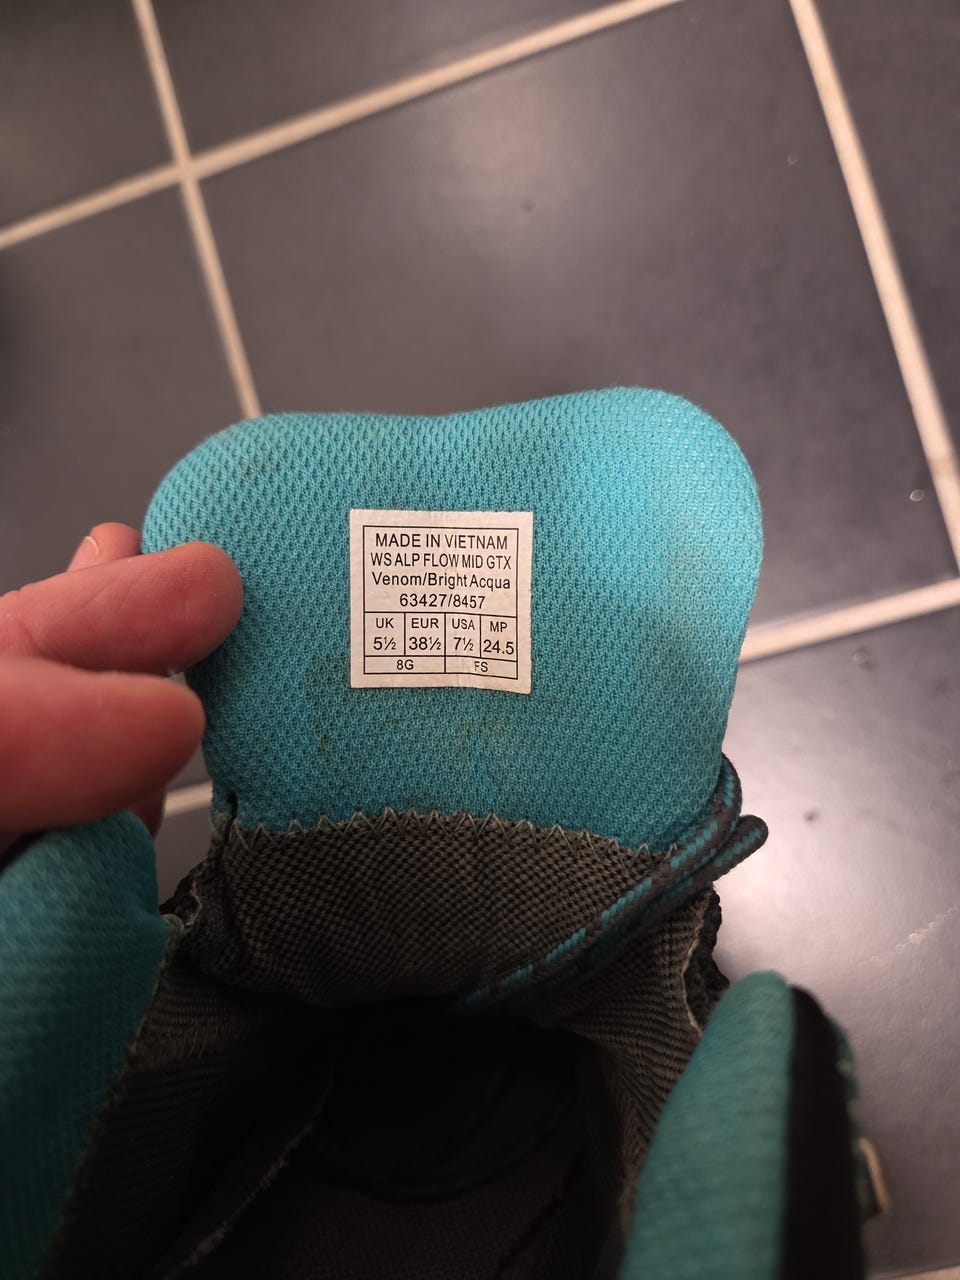 MADE IN VIETNAM
WS ALP FLOW MID GTX
Venom/Bright Acqua
63427/8457
UK EUR USA MP
5½ 38½ 7½ 24.5
8G FS